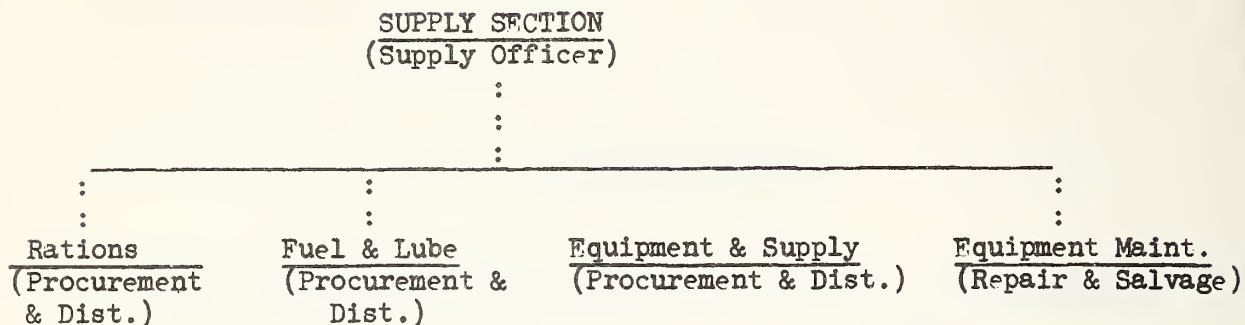 SUPPLY SECTION
(Supply Officer)
Rations
(Procurement
& Dist.)
Fuel & Lube
(Procurement &
Dist.)
Equipment & Supply
(Procurement & Dist.)
Equipment Maint.
(Repair & Salvage)